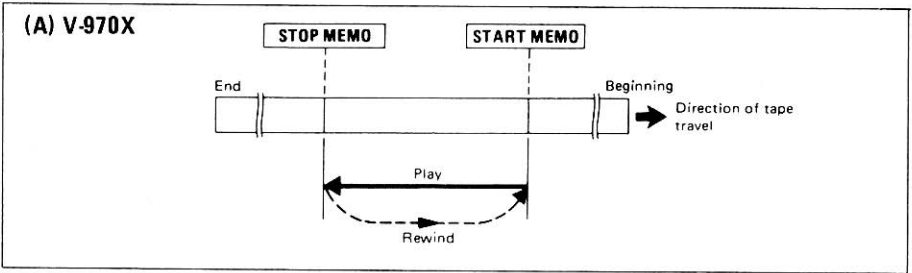 (A) V-970X
STOP MEMO
START MEMO
End
Beginning
Direction of tape
travel
Play
Rewind